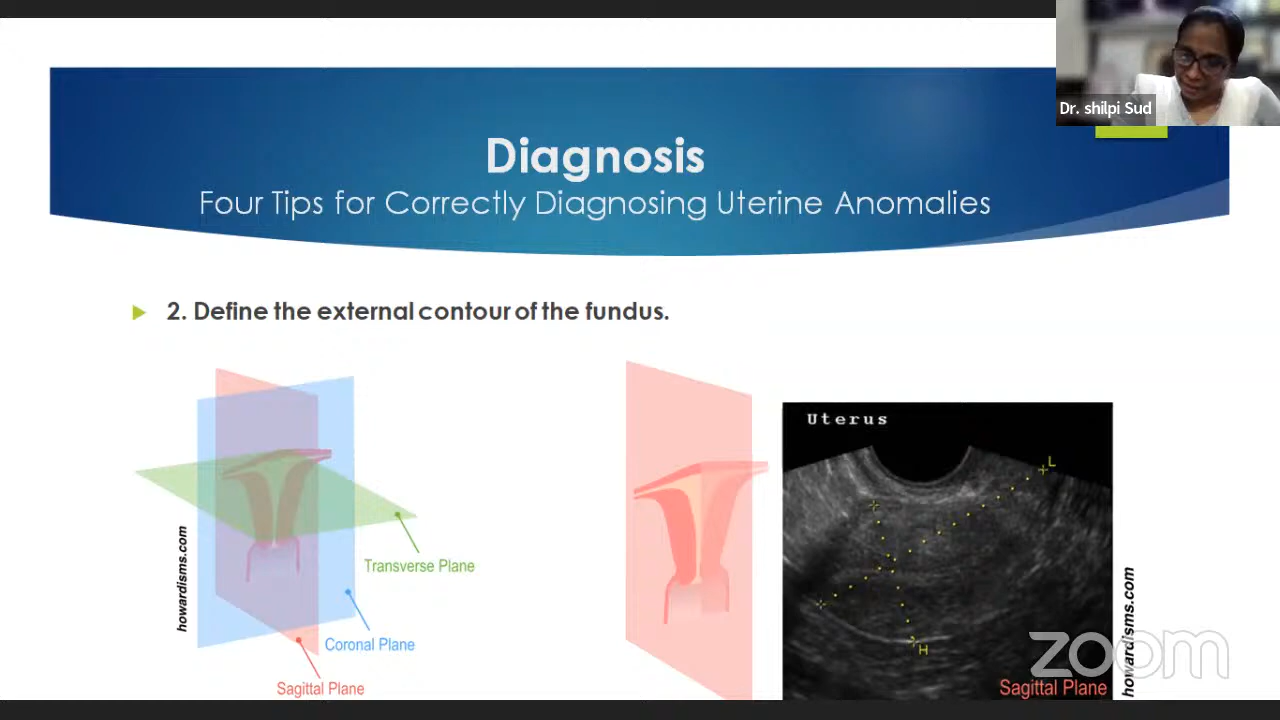 Dr. shilpi Sud
Diagnosis
Four Tips for Correctly Diagnosing Uterine Anomalies
2. Define the external contour of the fundus.
Uterus
L
H
Transverse Plane
Coronal Plane
Sagittal Plane
howardisms.com
Sagittal Plane
howardisms.com
zoom